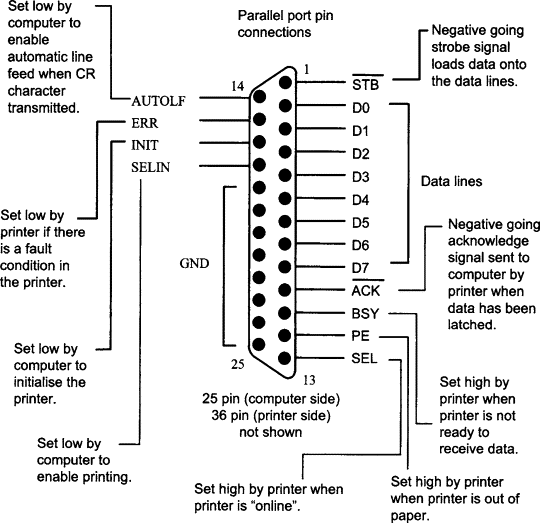 Set low by
computer to
enable
automatic line
feed when CR
character
transmitted.
Parallel port pin
connections
Negative going
strobe signal
loads data onto
the data lines.
14
1
AUTOLF
ERR
INIT
SELIN
STB
D0
D1
D2
D3
D4
D5
D6
D7
ACK
BSY
PE
SEL
Data lines
Set low by
printer if there
is a fault
condition in
the printer.
GND
Negative going
acknowledge
signal sent to
computer by
printer when
data has been
latched.
Set low by
computer to
initialise the
printer.
25
13
25 pin (computer side)
36 pin (printer side)
not shown
Set high by
printer when
printer is not
ready to
receive data.
Set low by
computer to
enable printing.
Set high by printer when
printer is “online”.
Set high by printer
when printer is out of
paper.